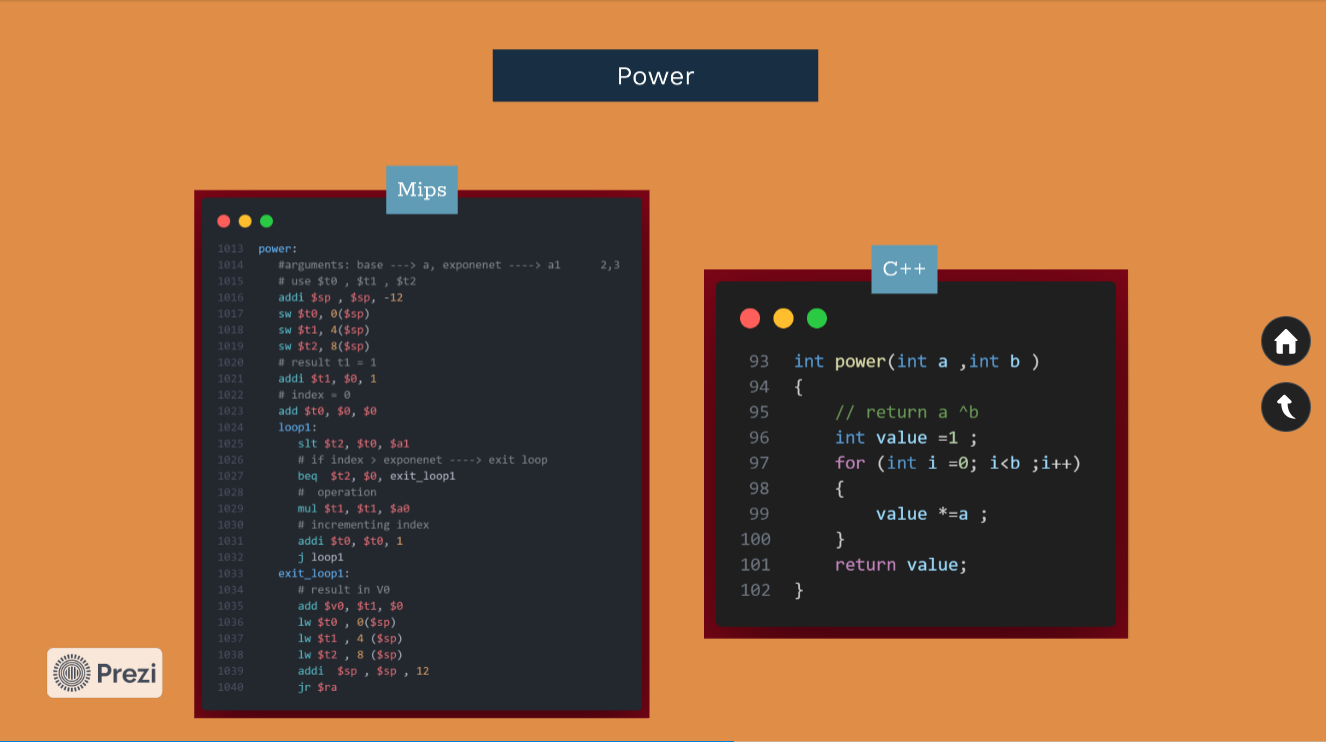 Power
Mips
1013 power:
1014 #arguments: base ---> a, exponenet ----> a1 2,3
1015 # use $t0 , $t1 , $t2
1016 addi $sp , $sp, -12
1017 sw $t0, 0($sp)
1018 sw $t1, 4($sp)
1019 sw $t2, 8($sp)
1020 # result t1 = 1
1021 addi $t1, $0, 1
1022 # index = 0
1023 add $t0, $0, $0
1024 loop1:
1025 slt $t2, $t0, $a1
1026 # if index > exponenet ----> exit loop
1027 beq $t2, $0, exit_loop1
1028 # operation
1029 mul $t1, $t1, $a0
1030 # incrementing index
1031 addi $t0, $t0, 1
1032 j loop1
1033 exit_loop1:
1034 # result in V0
1035 add $v0, $t1, $0
1036 lw $t0 , 0($sp)
1037 lw $t1 , 4 ($sp)
1038 lw $t2 , 8 ($sp)
1039 addi $sp , $sp , 12
1040 jr $ra
C++
93 int power(int a ,int b )
94 {
95 // return a ^b
96 int value =1 ;
97 for (int i =0; i<b ;i++)
98 {
99 value *=a ;
100 }
101 return value;
102 }
Prezi